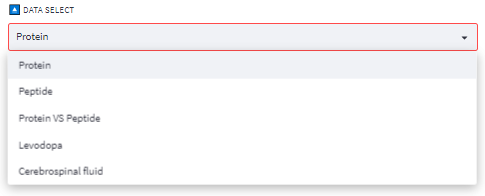 DATA SELECT
Protein
Protein
Peptide
Protein VS Peptide
Levodopa
Cerebrospinal fluid